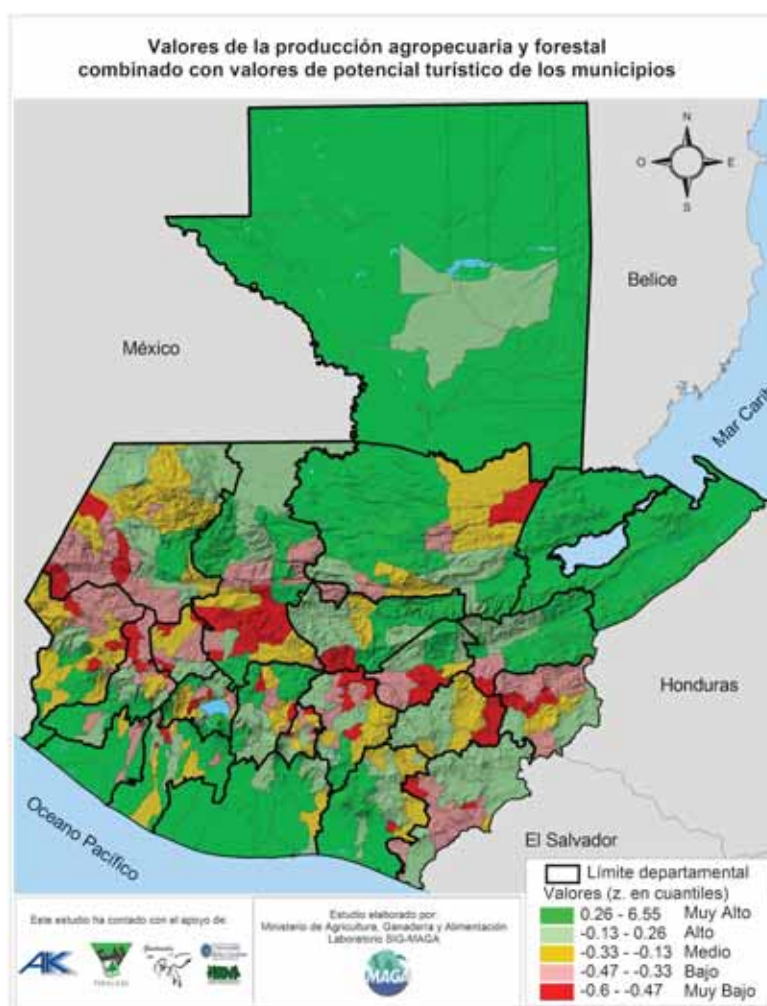 Valores de la producción agropecuaria y forestal
combinado con valores de potencial turístico de los municipios
N
O
E
S
Belice
México
Mar Carib
Honduras
Oceano Pacífico
El Salvador
Límite departamental
Valores (z. en cuantiles)
0.26 - 6.55 Muy Alto
-0.13 - 0.26 Alto
-0.33 - -0.13 Medio
-0.47 - -0.33 Bajo
-0.6 - -0.47 Muy Bajo
Este estudio ha contado con el apoyo de:
AK
Estudio elaborado por:
Ministerio de Agricultura, Ganadería y Alimentación
Laboratorio SIG-MAGA
MAGA